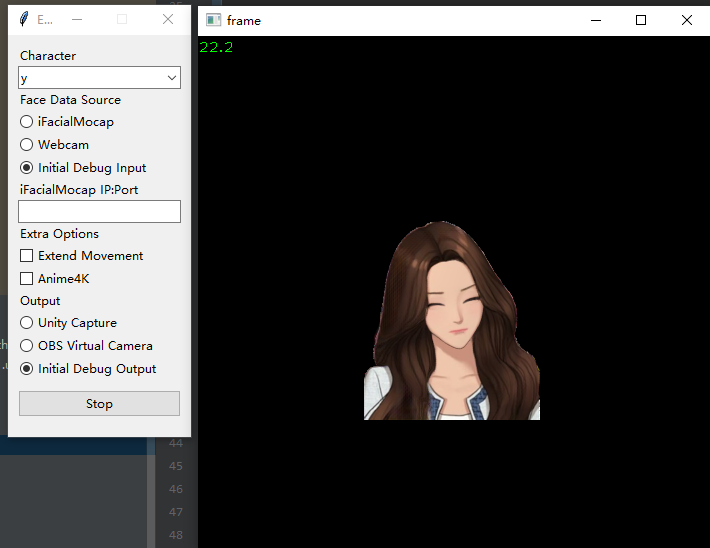 E...
Character
y
Face Data Source
iFacialMocap
Webcam
Initial Debug Input
iFacialMocap IP:Port
Extra Options
Extend Movement
Anime4K
Output
Unity Capture
OBS Virtual Camera
Initial Debug Output
Stop
frame
22.2
44
45
46
47
48